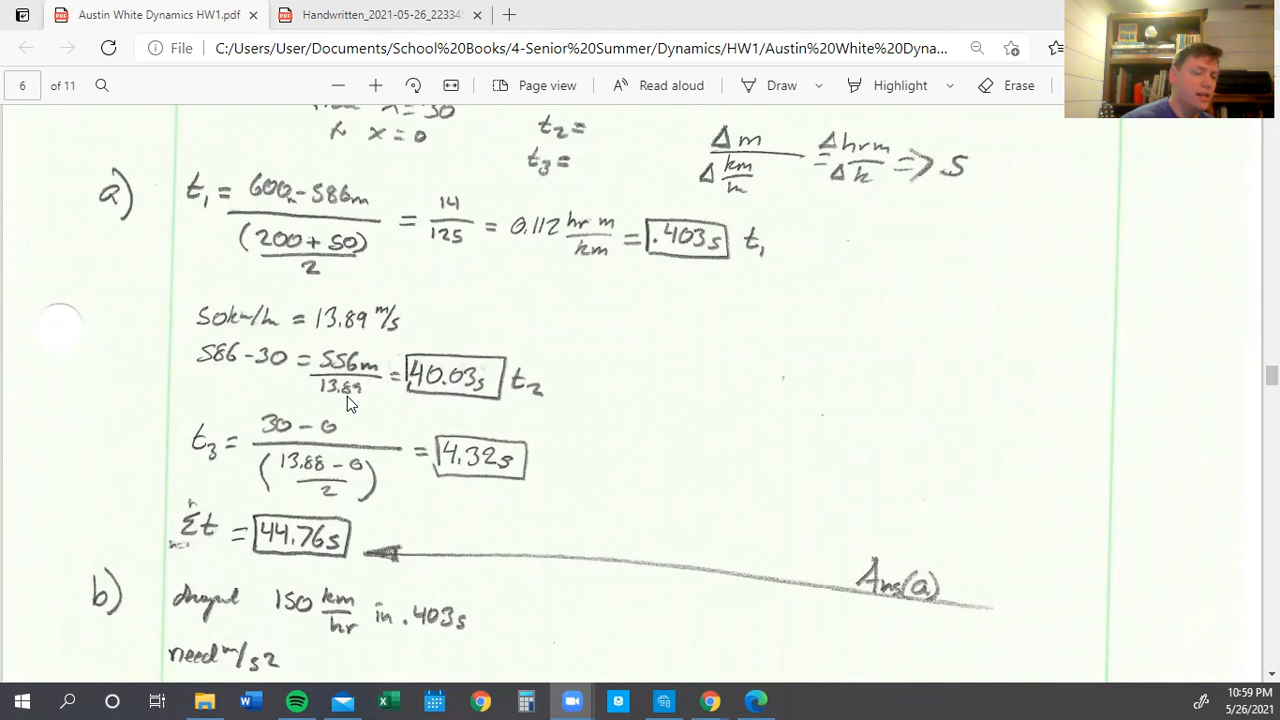 Austin White Dynamics HW1.pdf
Handwritten_2021-05-26_22334
File
C:/Users/User/Documents/School%20Books/4-Senior%20Summer/Dynamics/HW1/Austin%20White%20Dyna...
6 of 11
Page view
Read aloud
Draw
Highlight
Erase
x = 30
x = 0
t2 =
t3 =
Δm / Δ km/h = Δhrm / Δk => s
a) t1 = 600m - 586m / ((200 + 50) / 2) = 14/125 = 0.112 hr m / km = .403s t1
50km/h = 13.89 m/s
586 - 30 = 556m / 13.89 = 40.03s t2
t3 = 30 - 0 / (13.88 - 0 / 2) = 4.32s
Σt = 44.76s
Ans(a)
b) 150 km/hr in .403s
need m/s2
10:59 PM
5/26/2021